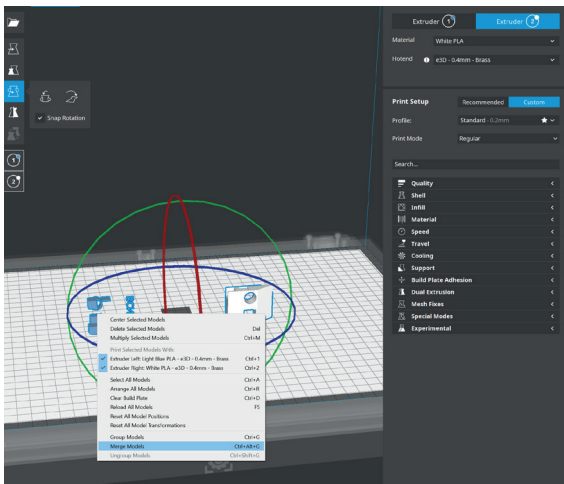 Extruder 1
Extruder 2
Material
White PLA
Hotend
e3D - 0.4mm - Brass
Snap Rotation
Print Setup
Recommended
Custom
Profile:
Standard - 0.2mm
Print Mode
Regular
Search...
Quality
Shell
Infill
Material
Speed
Travel
Cooling
Support
Build Plate Adhesion
Dual Extrusion
Mesh Fixes
Special Modes
Experimental
1
2
Center Selected Models
Delete Selected Models Del
Multiply Selected Models Ctrl+M
Print Selected Models With:
Extruder Left: Light Blue PLA - e3D - 0.4mm - Brass Ctrl+1
Extruder Right: White PLA - e3D - 0.4mm - Brass Ctrl+2
Select All Models Ctrl+A
Arrange All Models Ctrl+R
Clear Build Plate Ctrl+D
Reload All Models F5
Reset All Model Positions
Reset All Model Transformations
Group Models Ctrl+G
Merge Models Ctrl+Alt+G
Ungroup Models Ctrl+Shift+G